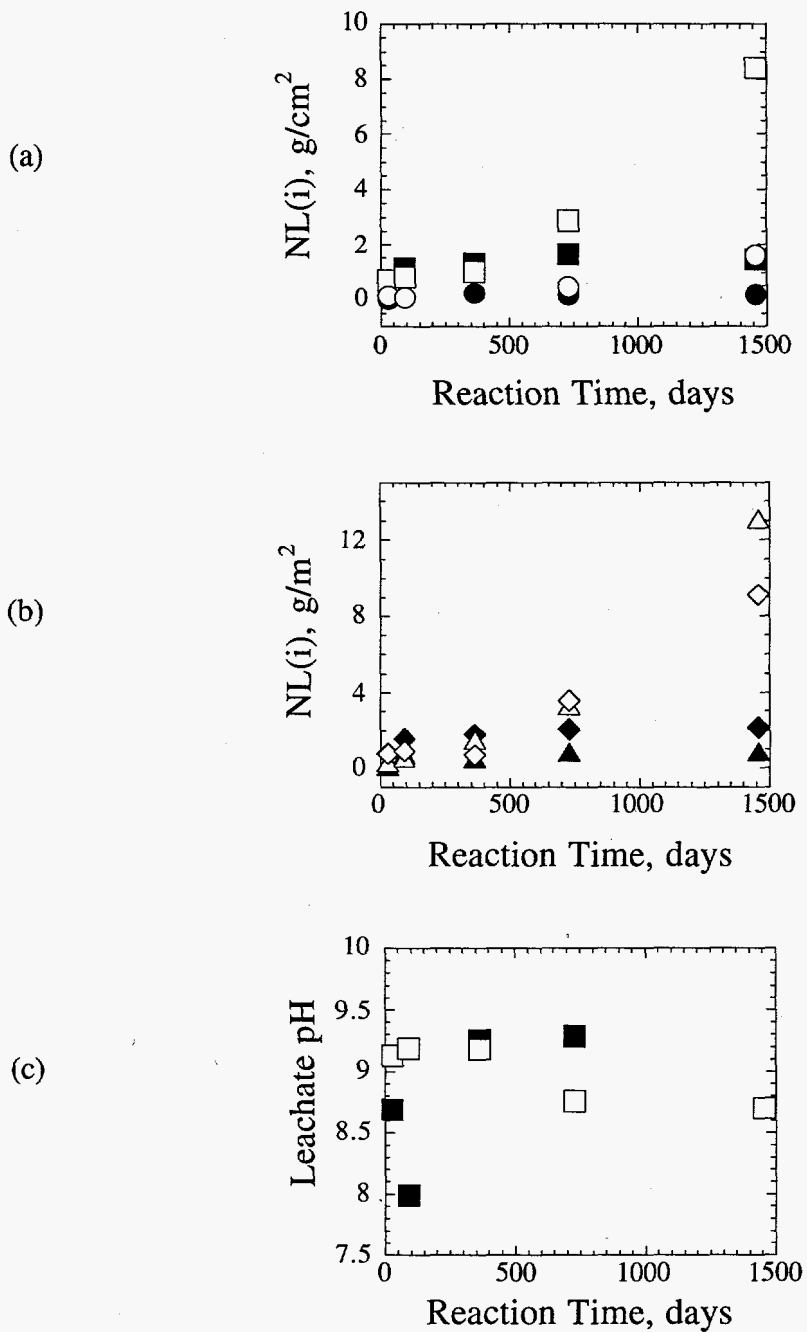 (a)
NL(i), g/cm²
10
8
6
4
2
0
0 500 1000 1500
Reaction Time, days
(b)
NL(i), g/m²
12
8
4
0
0 500 1000 1500
Reaction Time, days
(c)
Leachate pH
10
9.5
9
8.5
8
7.5
0 500 1000 1500
Reaction Time, days